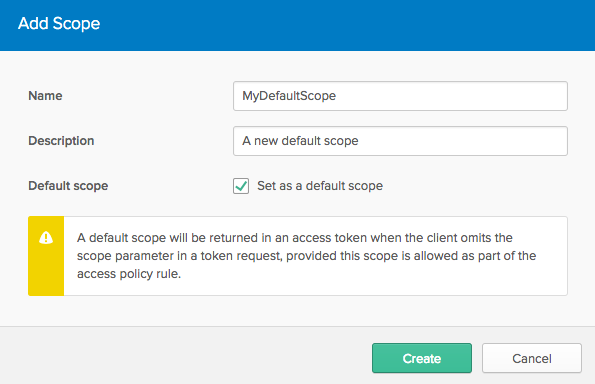 Add Scope
Name MyDefaultScope
Description A new default scope
Default scope Set as a default scope
A default scope will be returned in an access token when the client omits the
scope parameter in a token request, provided this scope is allowed as part of the
access policy rule.
Create Cancel